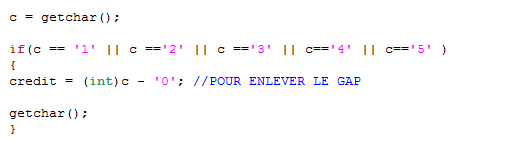 c = getchar();
if(c == '1' || c =='2' || c =='3' || c=='4' || c=='5' )
{
credit = (int)c - '0'; //POUR ENLEVER LE GAP
getchar();
}